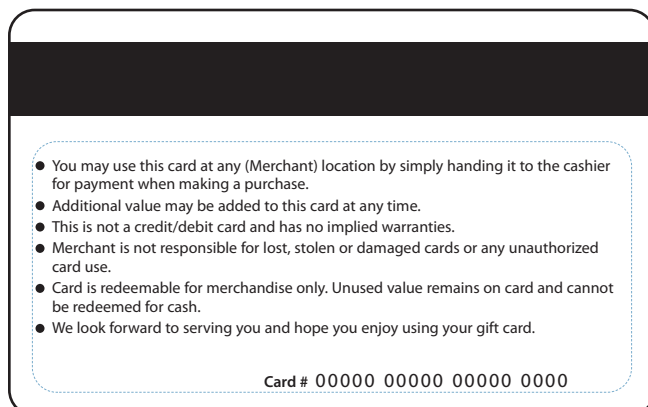 ● You may use this card at any (Merchant) location by simply handing it to the cashier
for payment when making a purchase.
● Additional value may be added to this card at any time.
● This is not a credit/debit card and has no implied warranties.
● Merchant is not responsible for lost, stolen or damaged cards or any unauthorized
card use.
● Card is redeemable for merchandise only. Unused value remains on card and cannot
be redeemed for cash.
● We look forward to serving you and hope you enjoy using your gift card.
Card # 00000 00000 00000 0000